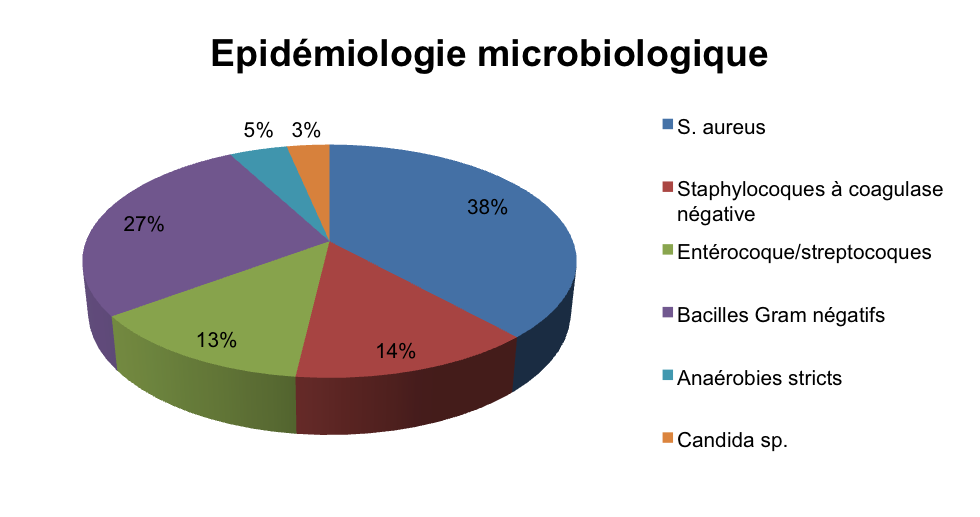 Epidémiologie microbiologique
5% 3%
38%
27%
13%
14%
S. aureus
Staphylocoques à coagulase
négative
Entérocoque/streptocoques
Bacilles Gram négatifs
Anaérobies stricts
Candida sp.